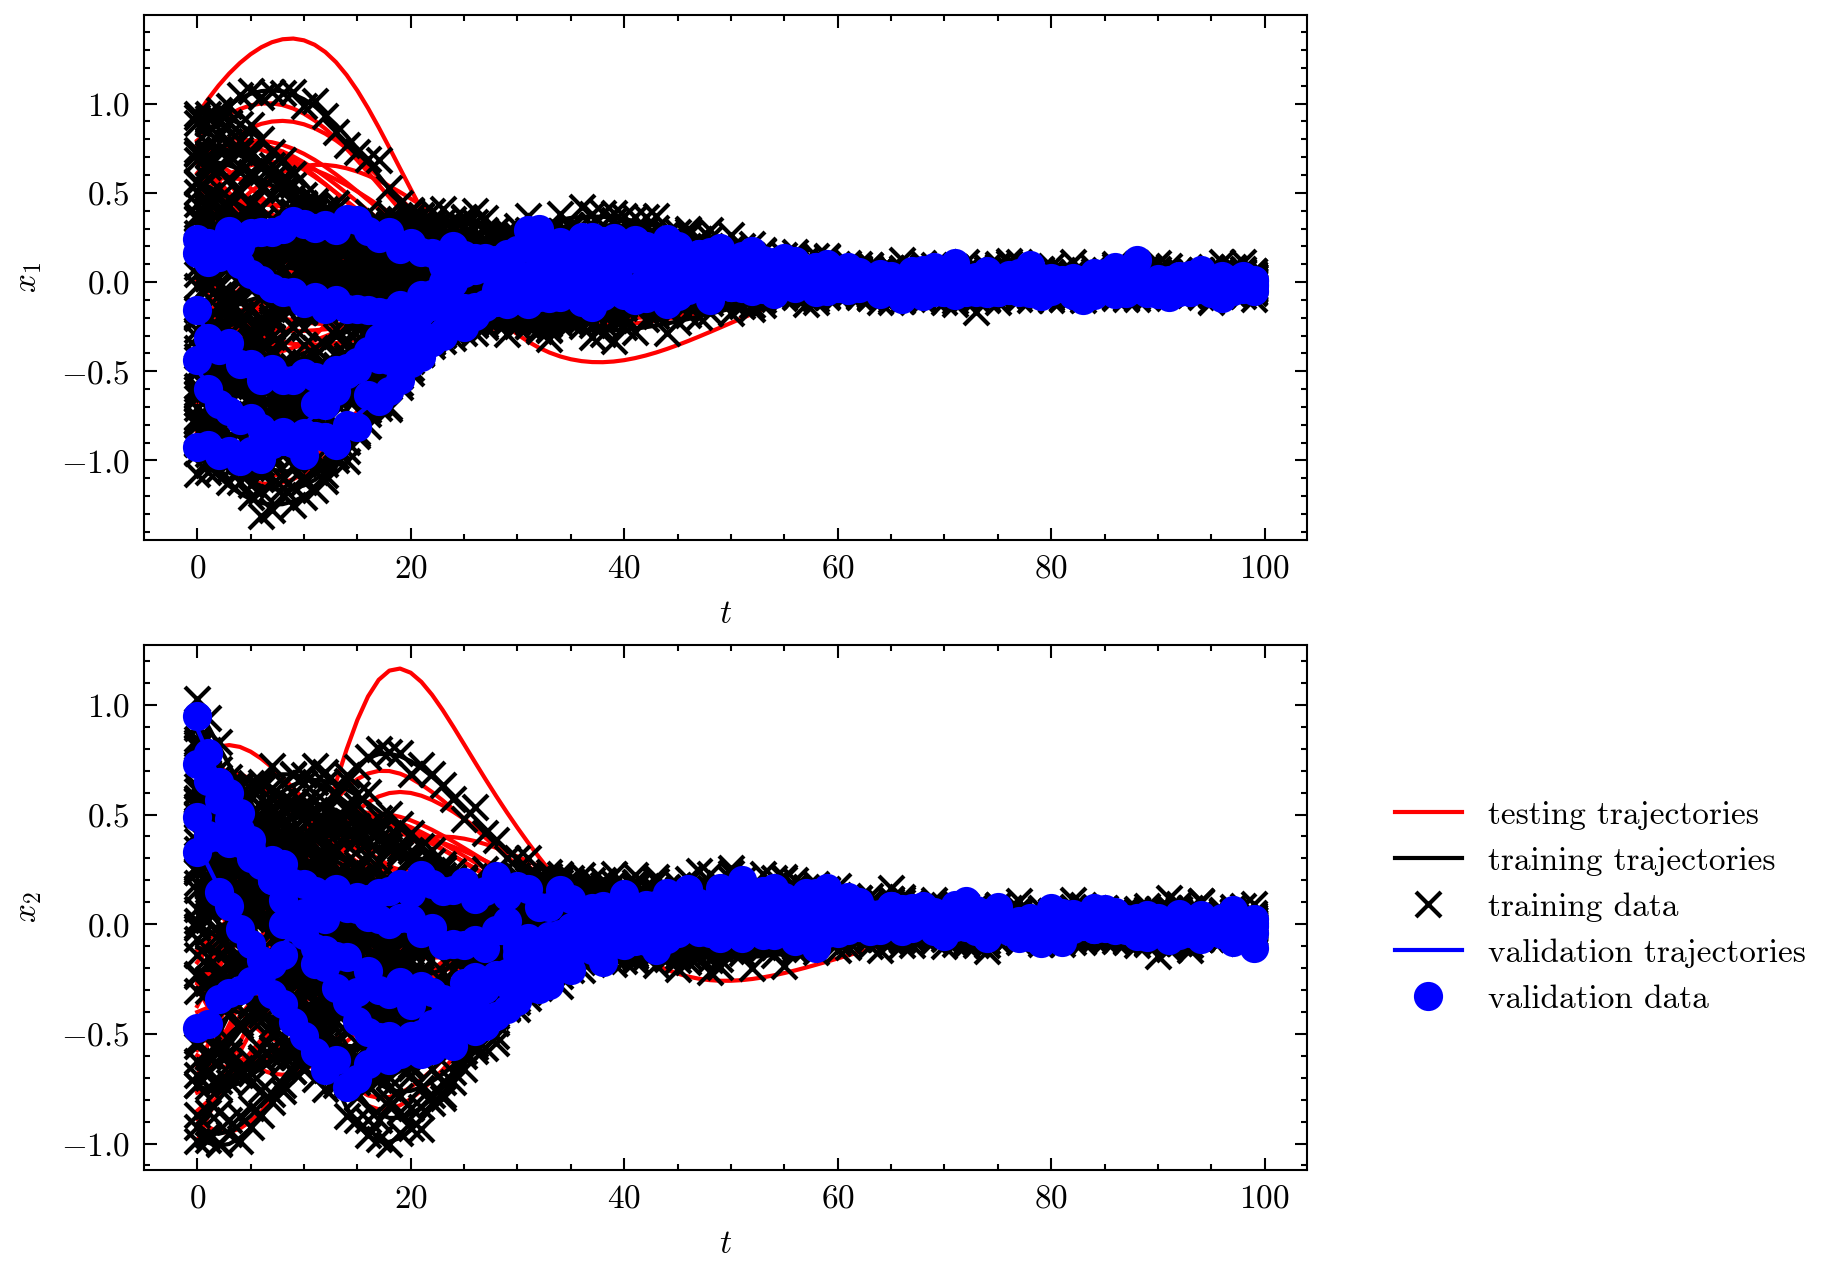 1.0
0.5
0.0
−0.5
−1.0
x₁
0 20 40 60 80 100
t
1.0
0.5
0.0
−0.5
−1.0
x₂
0 20 40 60 80 100
t
testing trajectories
training trajectories
training data
validation trajectories
validation data